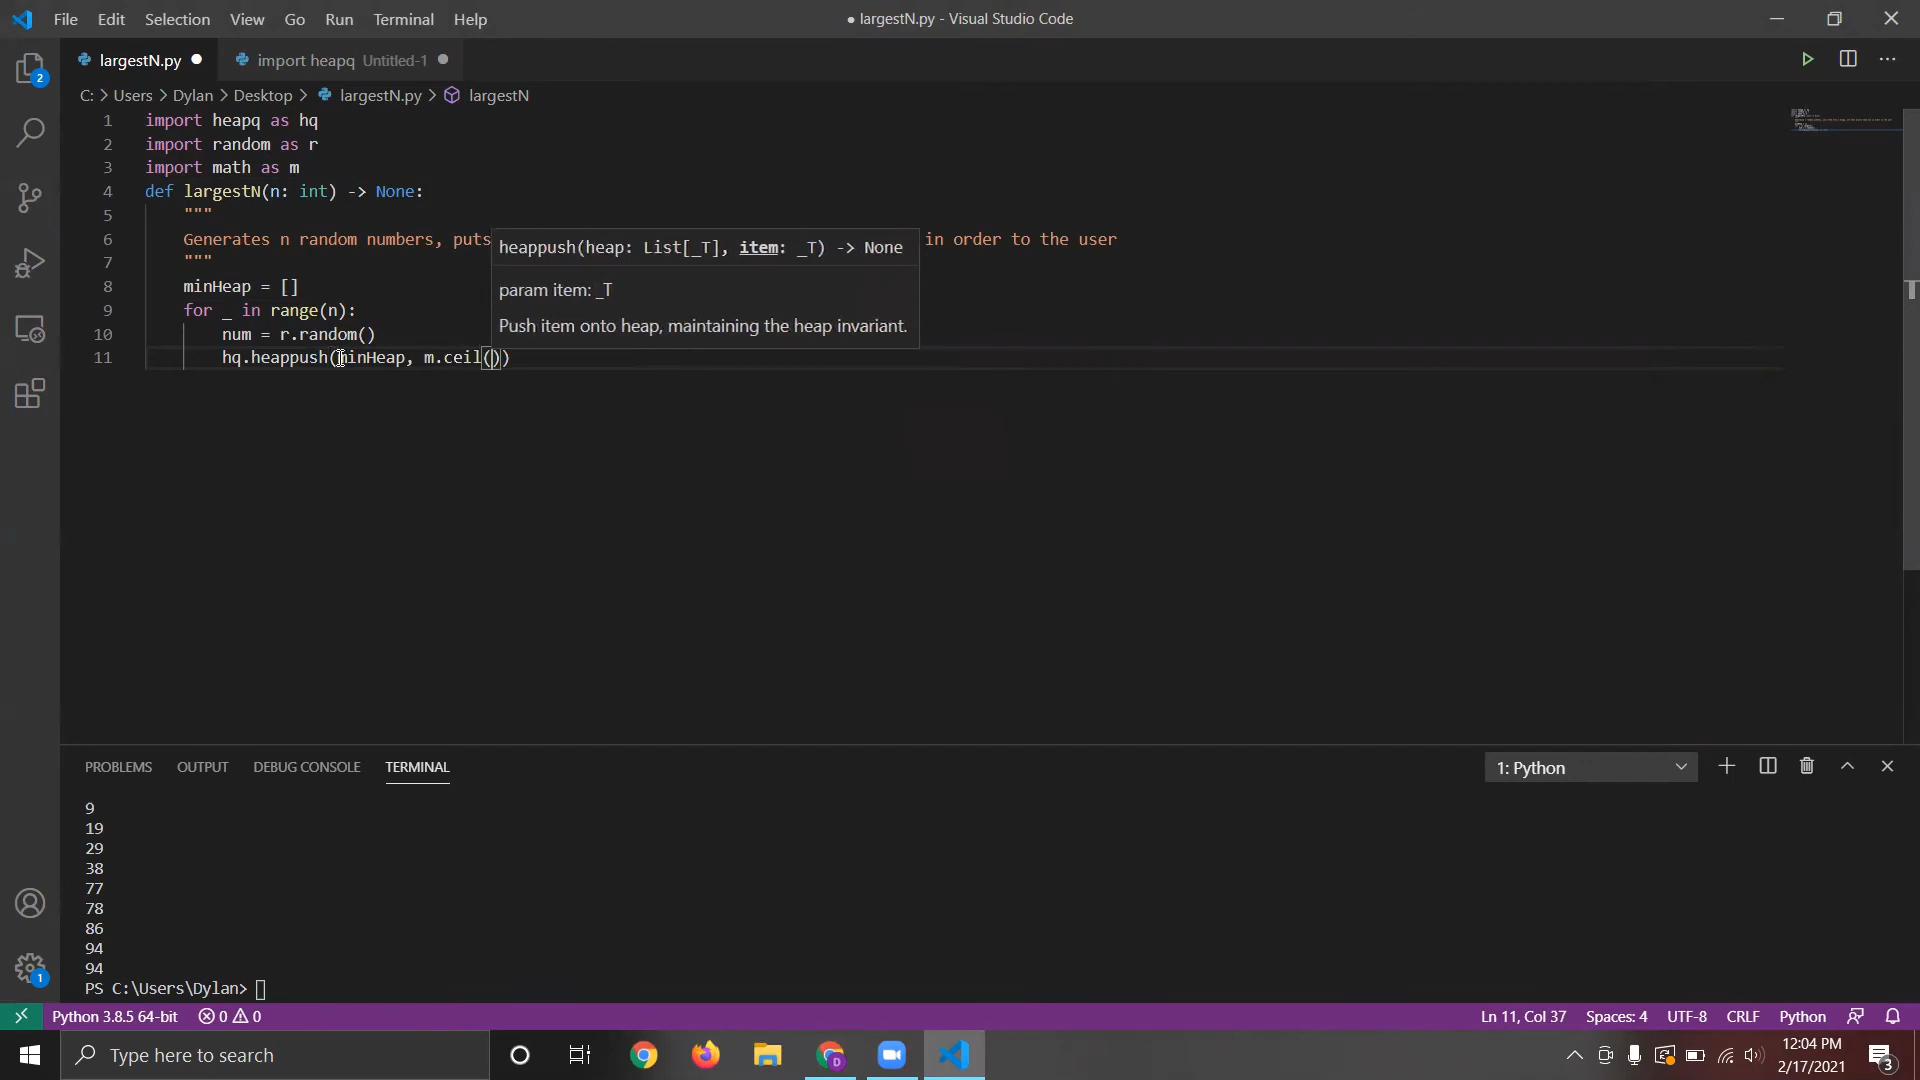 File Edit Selection View Go Run Terminal Help
● largestN.py - Visual Studio Code
largestN.py
import heapq Untitled-1
C: > Users > Dylan > Desktop > largestN.py > largestN
1 import heapq as hq
2 import random as r
3 import math as m
4 def largestN(n: int) -> None:
5 """
6 Generates n random numbers, puts in order to the user
7 """
8 minHeap = []
9 for _ in range(n):
10 num = r.random()
11 hq.heappush(minHeap, m.ceil())
heappush(heap: List[_T], item: _T) -> None
param item: _T
Push item onto heap, maintaining the heap invariant.
2
PROBLEMS OUTPUT DEBUG CONSOLE TERMINAL
1: Python
9
19
29
38
77
78
86
94
94
PS C:\Users\Dylan>
1
Python 3.8.5 64-bit 0 0
Ln 11, Col 37 Spaces: 4 UTF-8 CRLF Python
Type here to search
D
12:04 PM
2/17/2021
3